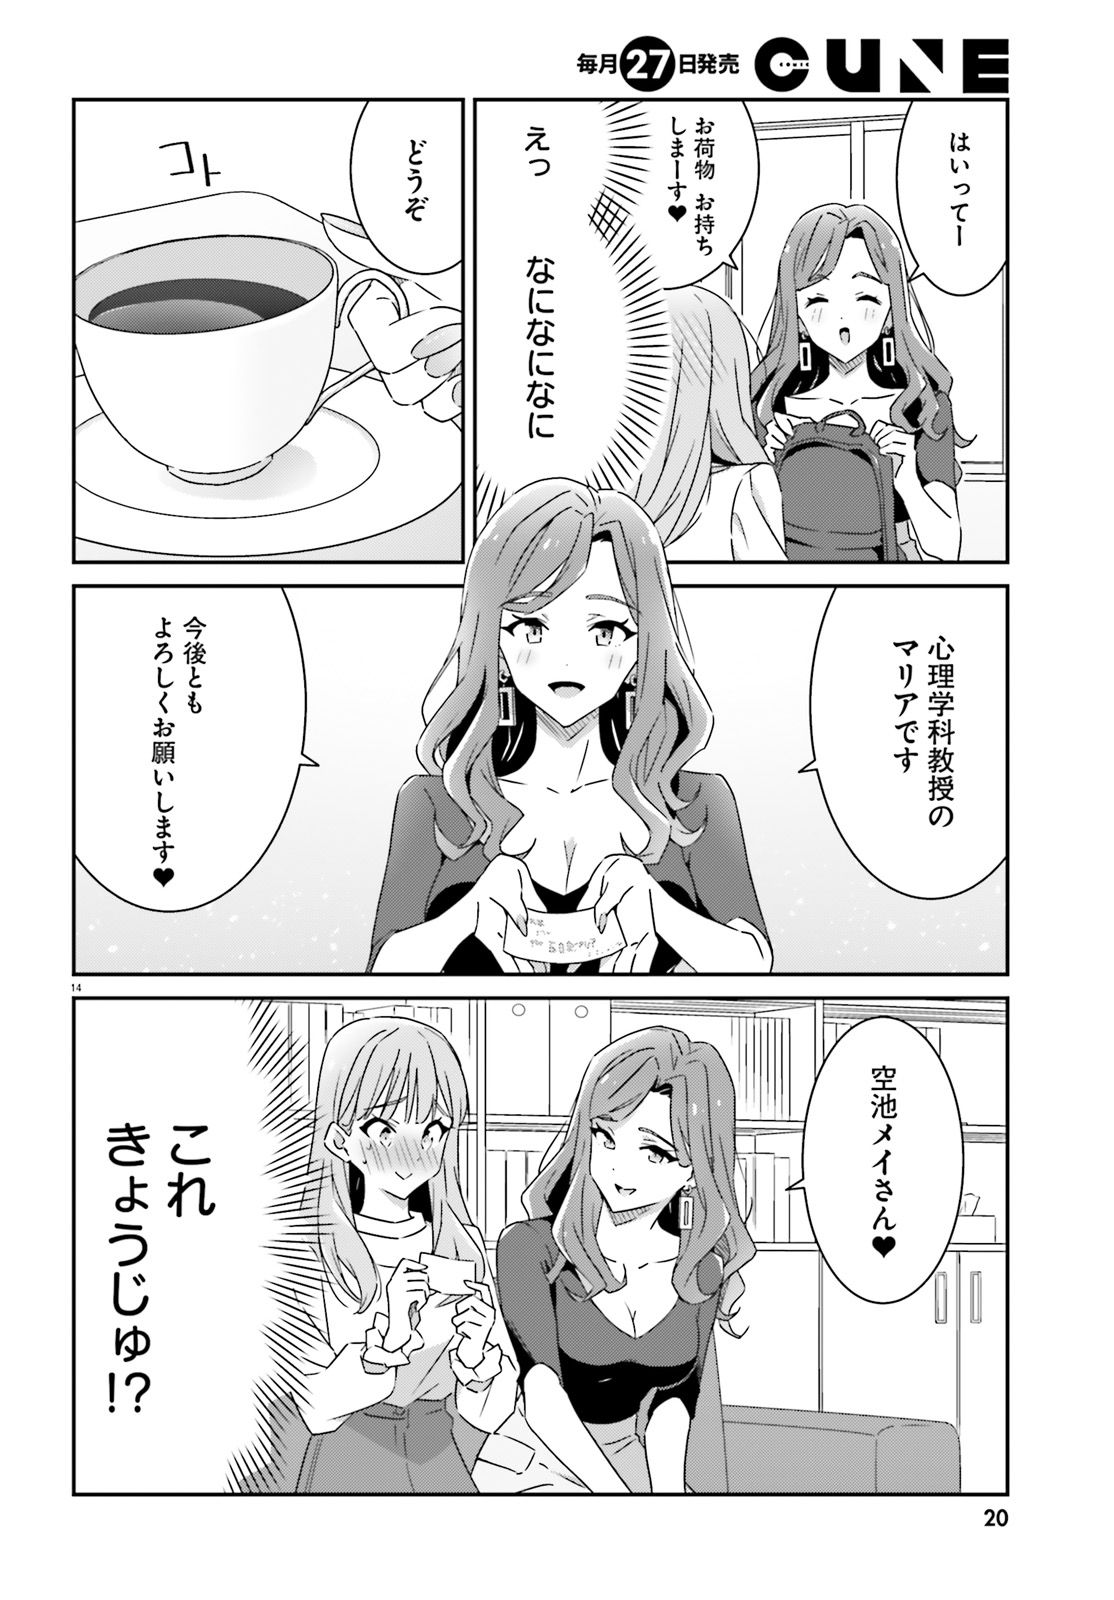 毎月27日発売 COMIC CUNE
はいってー
お荷物 お持ち
しまーす♥
えっ
なになになに
どうぞ
コト
心理学科教授の
マリアです
今後とも
よろしくお願いします♥
14
空池メイさん♥
これ
きょうじゅ!?
20